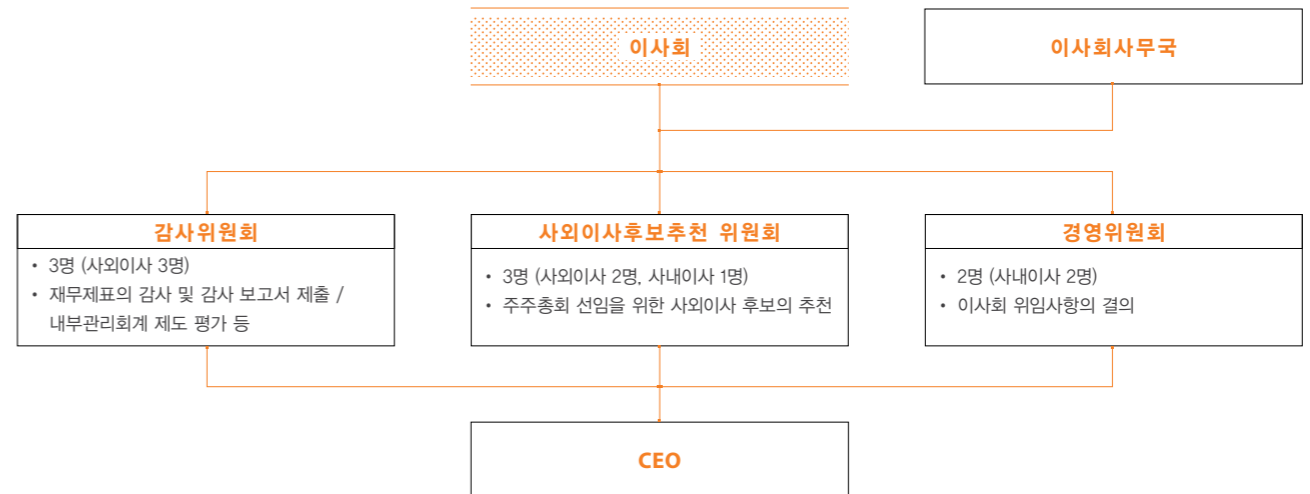 이사회
이사회사무국
감사위원회
• 3명 (사외이사 3명)
• 재무제표의 감사 및 감사 보고서 제출 /
내부관리회계 제도 평가 등
사외이사후보추천 위원회
• 3명 (사외이사 2명, 사내이사 1명)
• 주주총회 선임을 위한 사외이사 후보의 추천
경영위원회
• 2명 (사내이사 2명)
• 이사회 위임사항의 결의
CEO